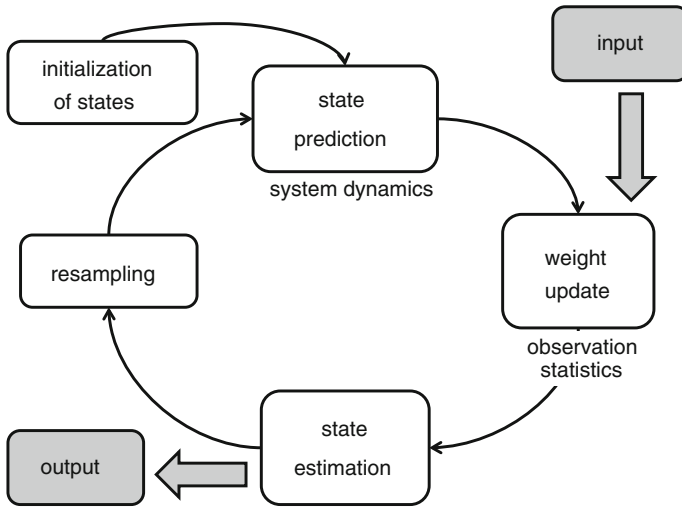 initialization
of states
state
prediction
system dynamics
input
resampling
weight
update
observation
statistics
state
estimation
output